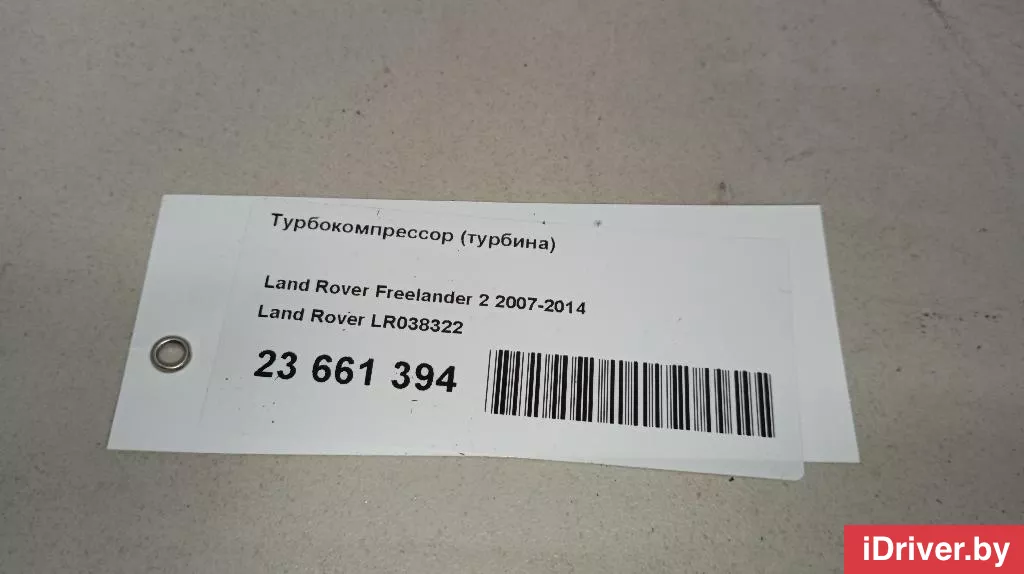 Турбокомпрессор (турбина)
Land Rover Freelander 2 2007-2014
Land Rover LR038322
23 661 394
iDriver.by